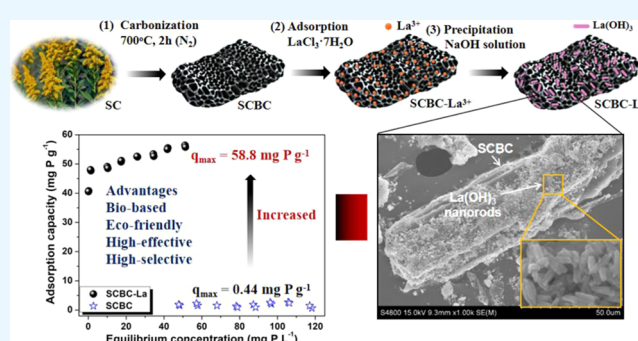 (1) Carbonization
700°C, 2h (N₂)
(2) Adsorption
LaCl₃·7H₂O
La³⁺
(3) Precipitation
NaOH solution
La(OH)₃
SC
SCBC
SCBC-La³⁺
SCBC-L
Adsorption capacity (mg P g⁻¹)
60
50
40
30
20
10
0
qmax = 58.8 mg P g⁻¹
Advantages
Bio-based
Eco-friendly
High-effective
High-selective
Increased
SCBC-La
SCBC
qmax = 0.44 mg P g⁻¹
0 20 40 60 80 100 120
Equilibrium concentration (mg P L⁻¹)
SCBC
La(OH)₃
nanorods
S4800 15.0kV 9.3mm x1.00k SE(M)
50.0um